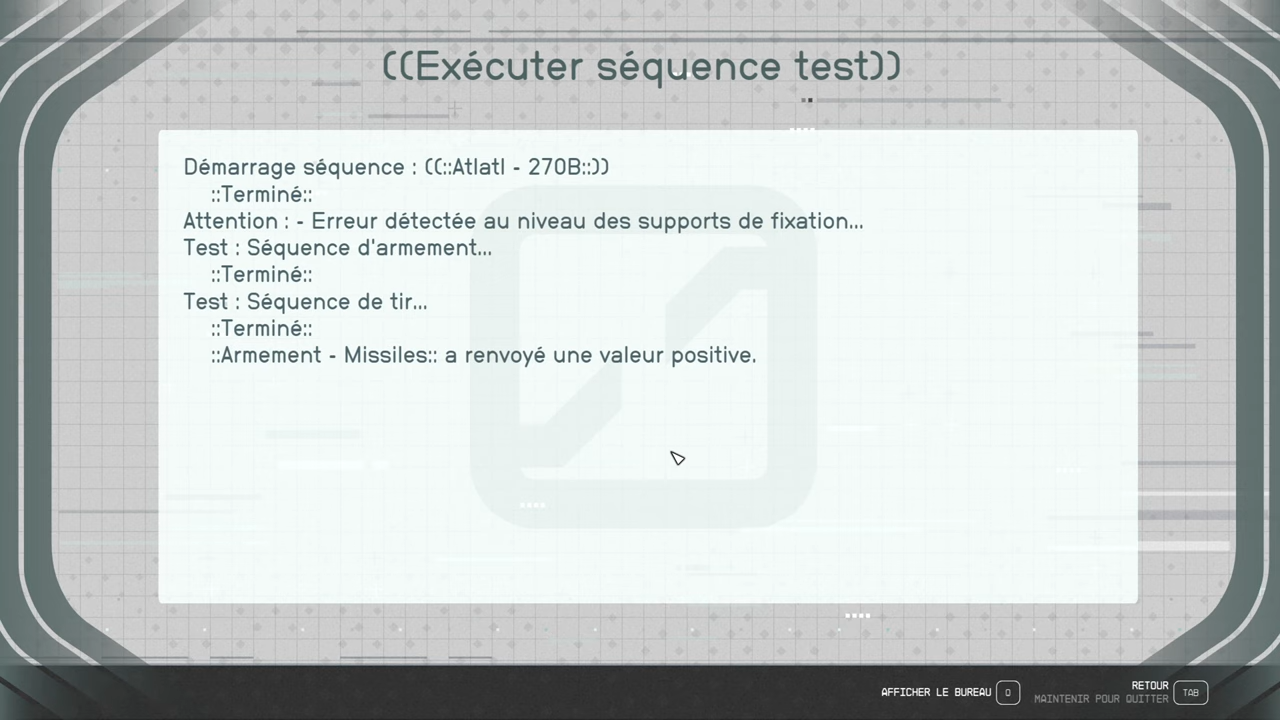 ((Exécuter séquence test))
Démarrage séquence : ((::Atlatl - 270B::))
::Terminé::
Attention : - Erreur détectée au niveau des supports de fixation...
Test : Séquence d'armement...
::Terminé::
Test : Séquence de tir...
::Terminé::
::Armement - Missiles:: a renvoyé une valeur positive.
AFFICHER LE BUREAU Q
RETOUR
MAINTENIR POUR QUITTER TAB